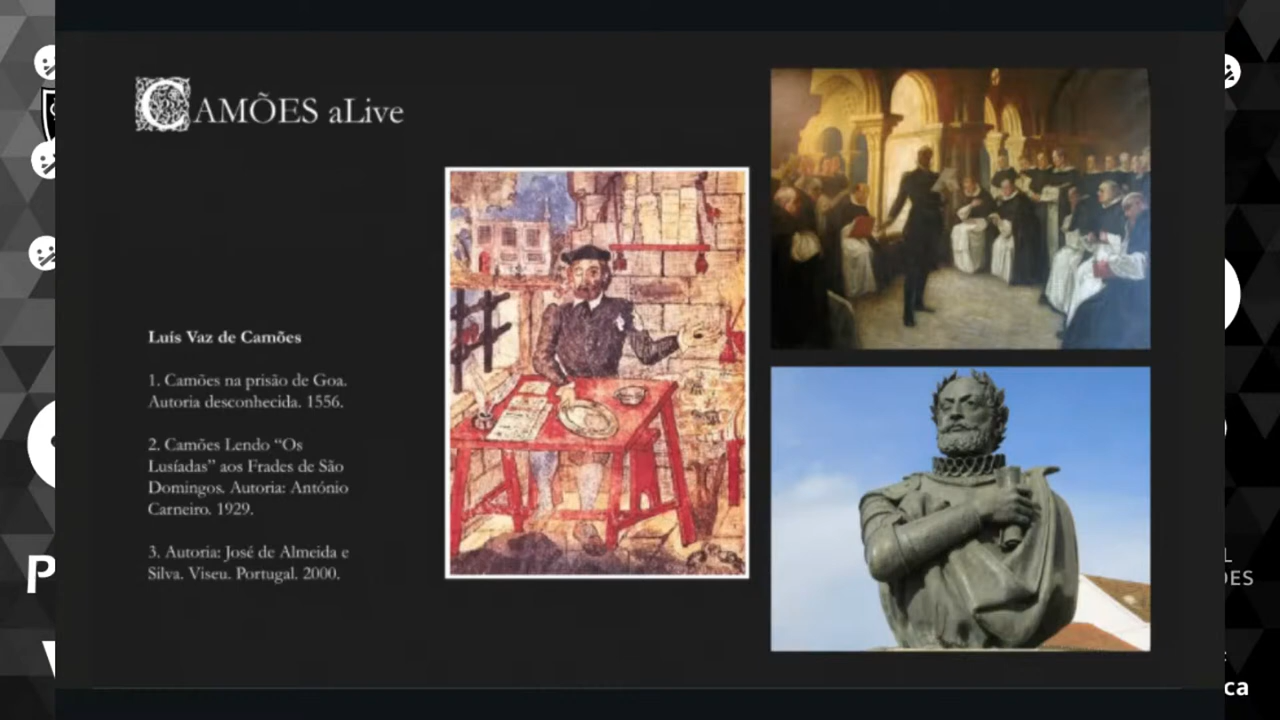 CAMÕES aLive
Luís Vaz de Camões
1. Camões na prisão de Goa.
Autoria desconhecida. 1556.
2. Camões Lendo “Os
Lusíadas” aos Frades de São
Domingos. Autoria: António
Carneiro. 1929.
3. Autoria: José de Almeida e
Silva. Viseu. Portugal. 2000.